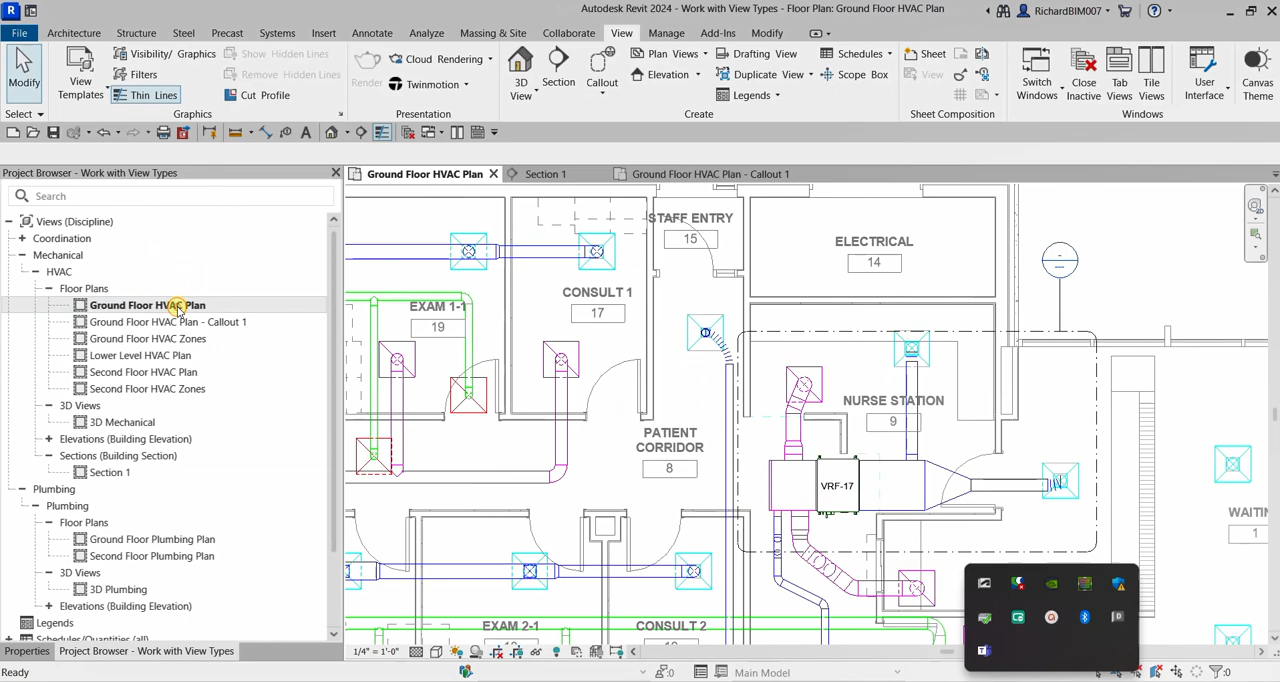 Autodesk Revit 2024 - Work with View Types - Floor Plan: Ground Floor HVAC Plan
RichardBIM007
File Architecture Structure Steel Precast Systems Insert Annotate Analyze Massing & Site Collaborate View Manage Add-Ins Modify
Visibility/ Graphics Show Hidden Lines Cloud Rendering Plan Views Drafting View Schedules Sheet
Modify View Templates Filters Remove Hidden Lines Render Twinmotion 3D View Section Callout Elevation Duplicate View Scope Box View Switch Windows Close Inactive Tab Views Tile Views User Interface Canvas Theme
Thin Lines Cut Profile Legends
Select Graphics Presentation Create Sheet Composition Windows
Project Browser - Work with View Types
Ground Floor HVAC Plan Section 1 Ground Floor HVAC Plan - Callout 1
Search
Views (Discipline)
Coordination
Mechanical
HVAC
Floor Plans
Ground Floor HVAC Plan
Ground Floor HVAC Plan - Callout 1
Ground Floor HVAC Zones
Lower Level HVAC Plan
Second Floor HVAC Plan
Second Floor HVAC Zones
3D Views
3D Mechanical
Elevations (Building Elevation)
Sections (Building Section)
Section 1
Plumbing
Plumbing
Floor Plans
Ground Floor Plumbing Plan
Second Floor Plumbing Plan
3D Views
3D Plumbing
Elevations (Building Elevation)
Legends
Schedules/Quantities (all)
STAFF ENTRY
15
ELECTRICAL
14
CONSULT 1
17
EXAM 1-1
19
NURSE STATION
9
PATIENT
CORRIDOR
8
VRF-17
WAITIN
1
EXAM 2-1
CONSULT 2
Properties Project Browser - Work with View Types
1/4" = 1'-0"
Ready
:0
Main Model
:0